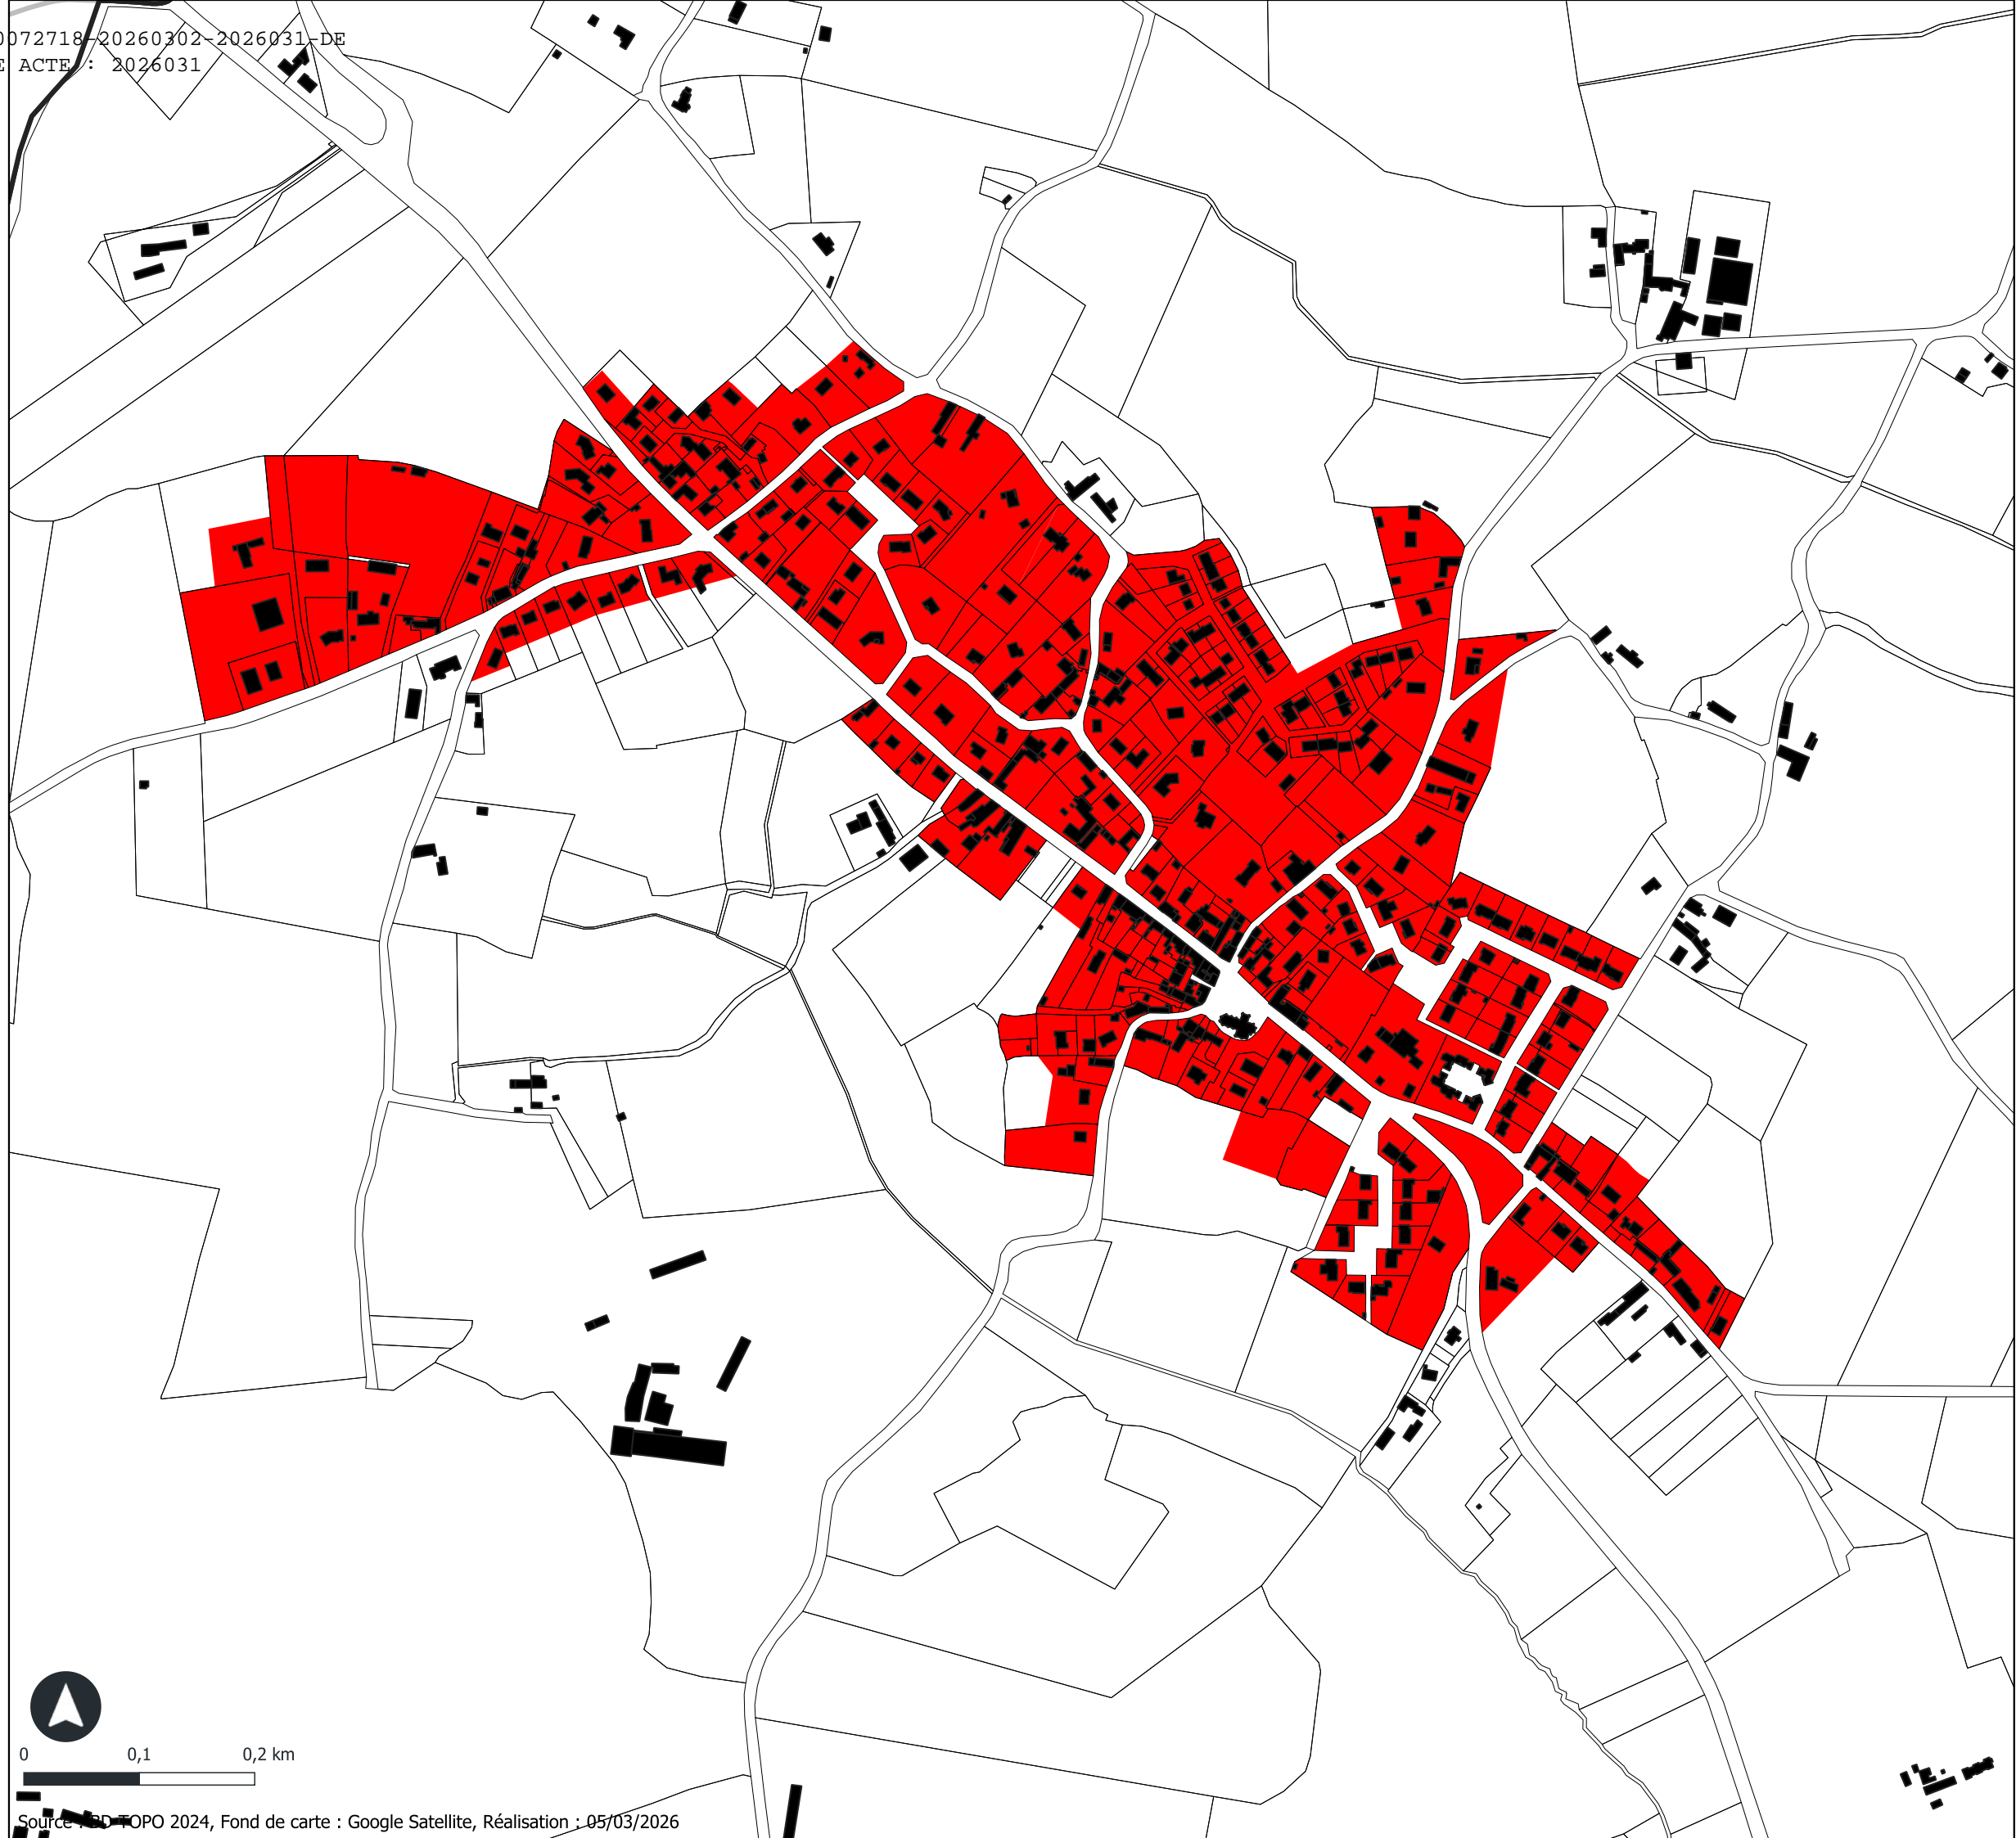 0072718-20260302-2026031-DE
E ACTE : 2026031
0 0,1 0,2 km
Source : BD TOPO 2024, Fond de carte : Google Satellite, Réalisation : 05/03/2026